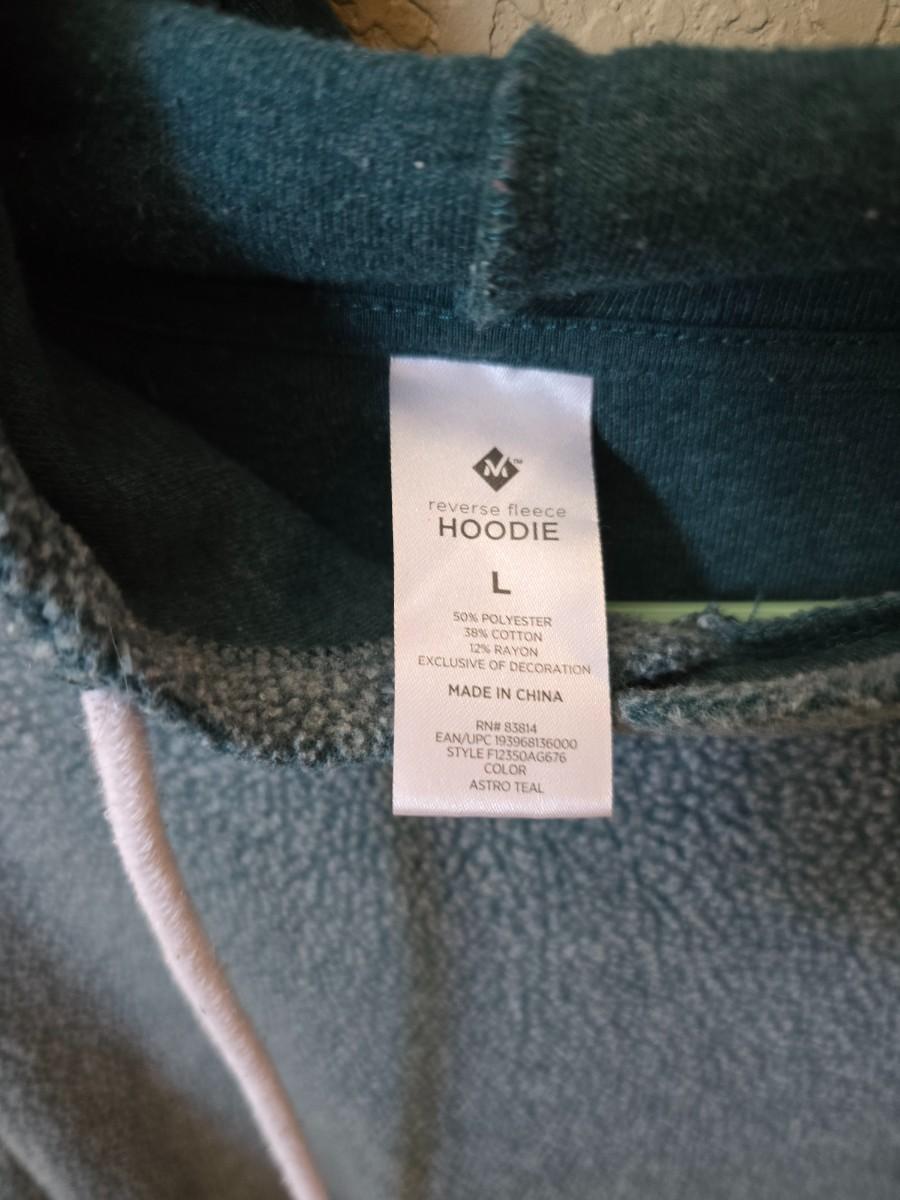 M™
reverse fleece
HOODIE
L
50% POLYESTER
38% COTTON
12% RAYON
EXCLUSIVE OF DECORATION
MADE IN CHINA
RN# 83814
EAN/UPC 193968136000
STYLE F12350AG676
COLOR
ASTRO TEAL